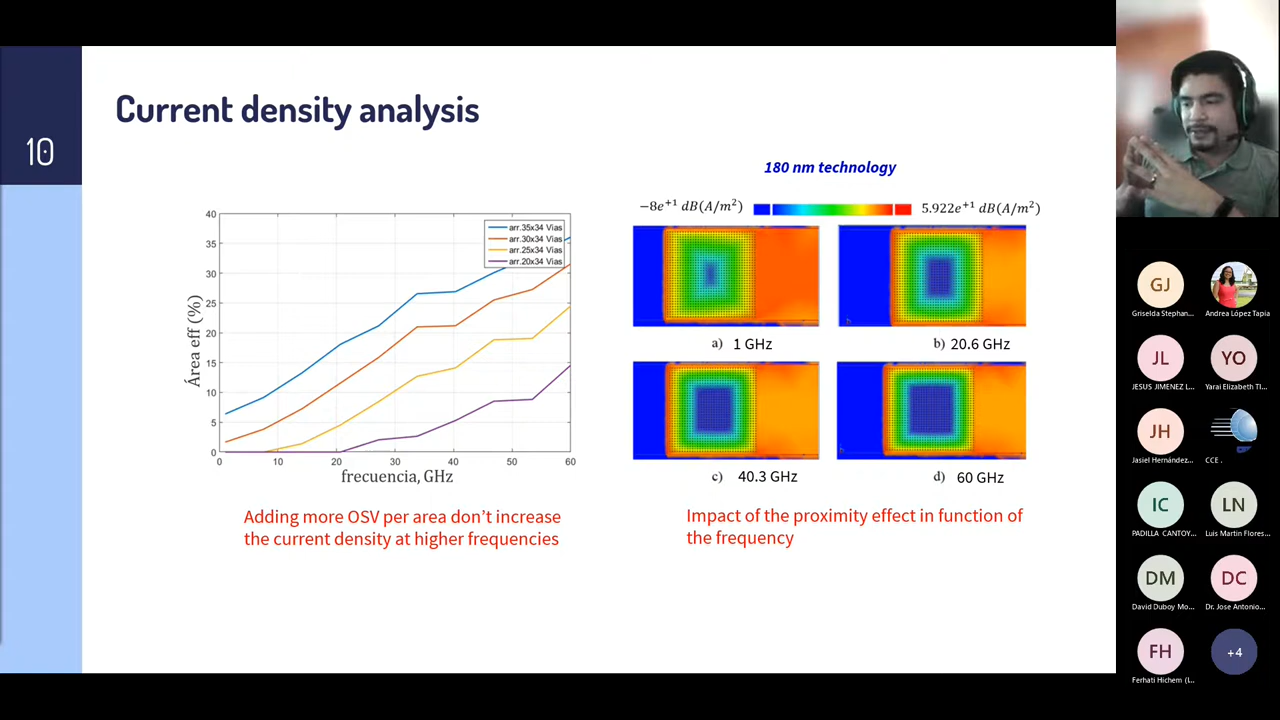 Current density analysis
10
180 nm technology
−8e⁺¹ dB(A/m²)
5.922e⁺¹ dB(A/m²)
40
35
30
25
20
15
10
5
0
Área eff (%)
arr.35x34 Vias
arr.30x34 Vias
arr.25x34 Vias
arr.20x34 Vias
0 10 20 30 40 50 60
frecuencia, GHz
a) 1 GHz
b) 20.6 GHz
c) 40.3 GHz
d) 60 GHz
Adding more OSV per area don't increase
the current density at higher frequencies
Impact of the proximity effect in function of
the frequency
GJ
Griselda Stephan...
Andrea López Tapia
JL
JESUS JIMENEZ L...
YO
Yarai Elizabeth Tl...
JH
Jasiel Hernández...
CCE .
IC
PADILLA CANTOY...
LN
Luis Martin Flores...
DM
David Duboy Mo...
DC
Dr. Jose Antonio...
FH
Ferhati Hichem (L...
+4